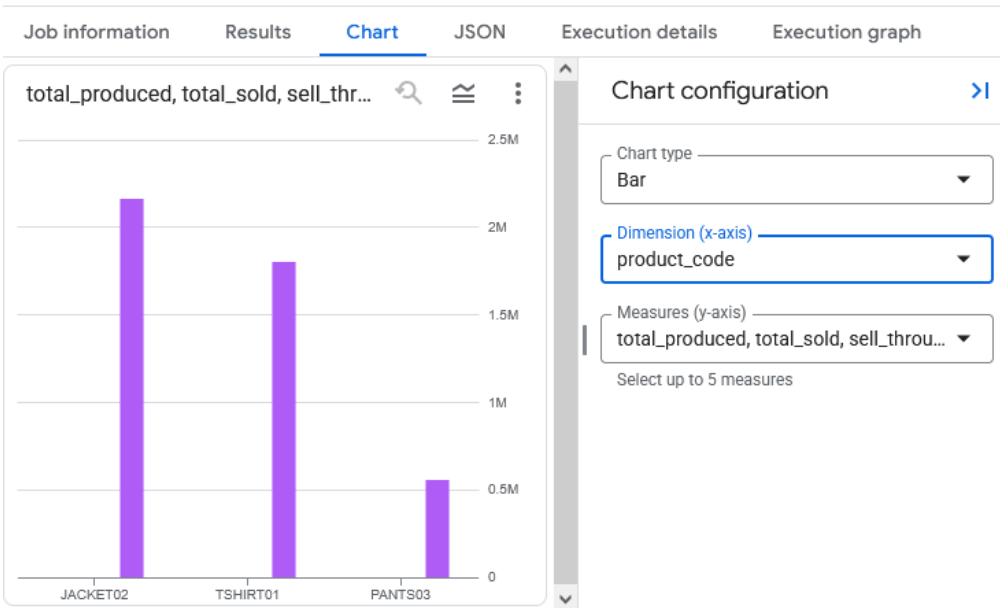 Job information Results Chart JSON Execution details Execution graph
total_produced, total_sold, sell_thr...
2.5M
2M
1.5M
1M
0.5M
0
JACKET02 TSHIRT01 PANTS03
Chart configuration
Chart type
Bar
Dimension (x-axis)
product_code
Measures (y-axis)
total_produced, total_sold, sell_throu...
Select up to 5 measures